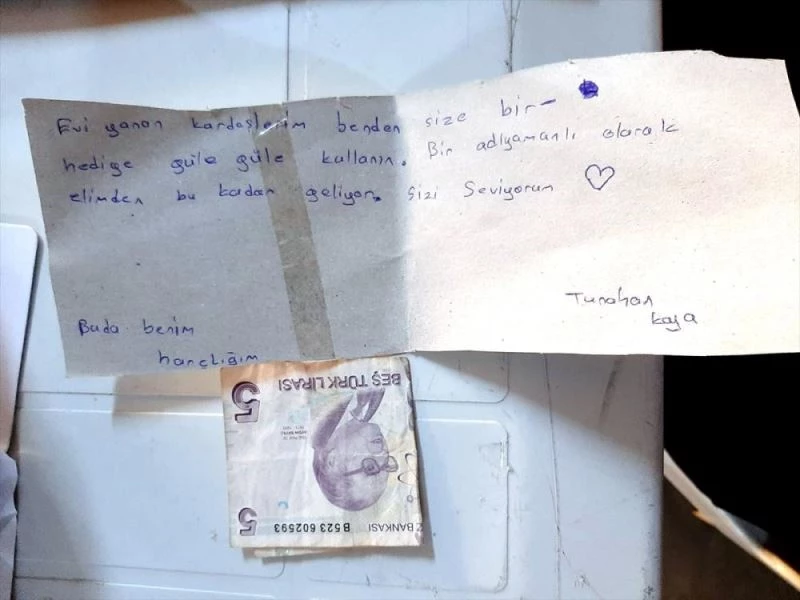 Evi yanan kardeşlerim benden size bir-
hediye güle güle kullanın. Bir adıyamanlı olarak
elimden bu kadar geliyor. sizi Seviyorum
Tunahan
kaya
Buda benim
harçlığım
BEŞ TÜRK LİRASI
5
5
B 523 602593
Z BANKASI